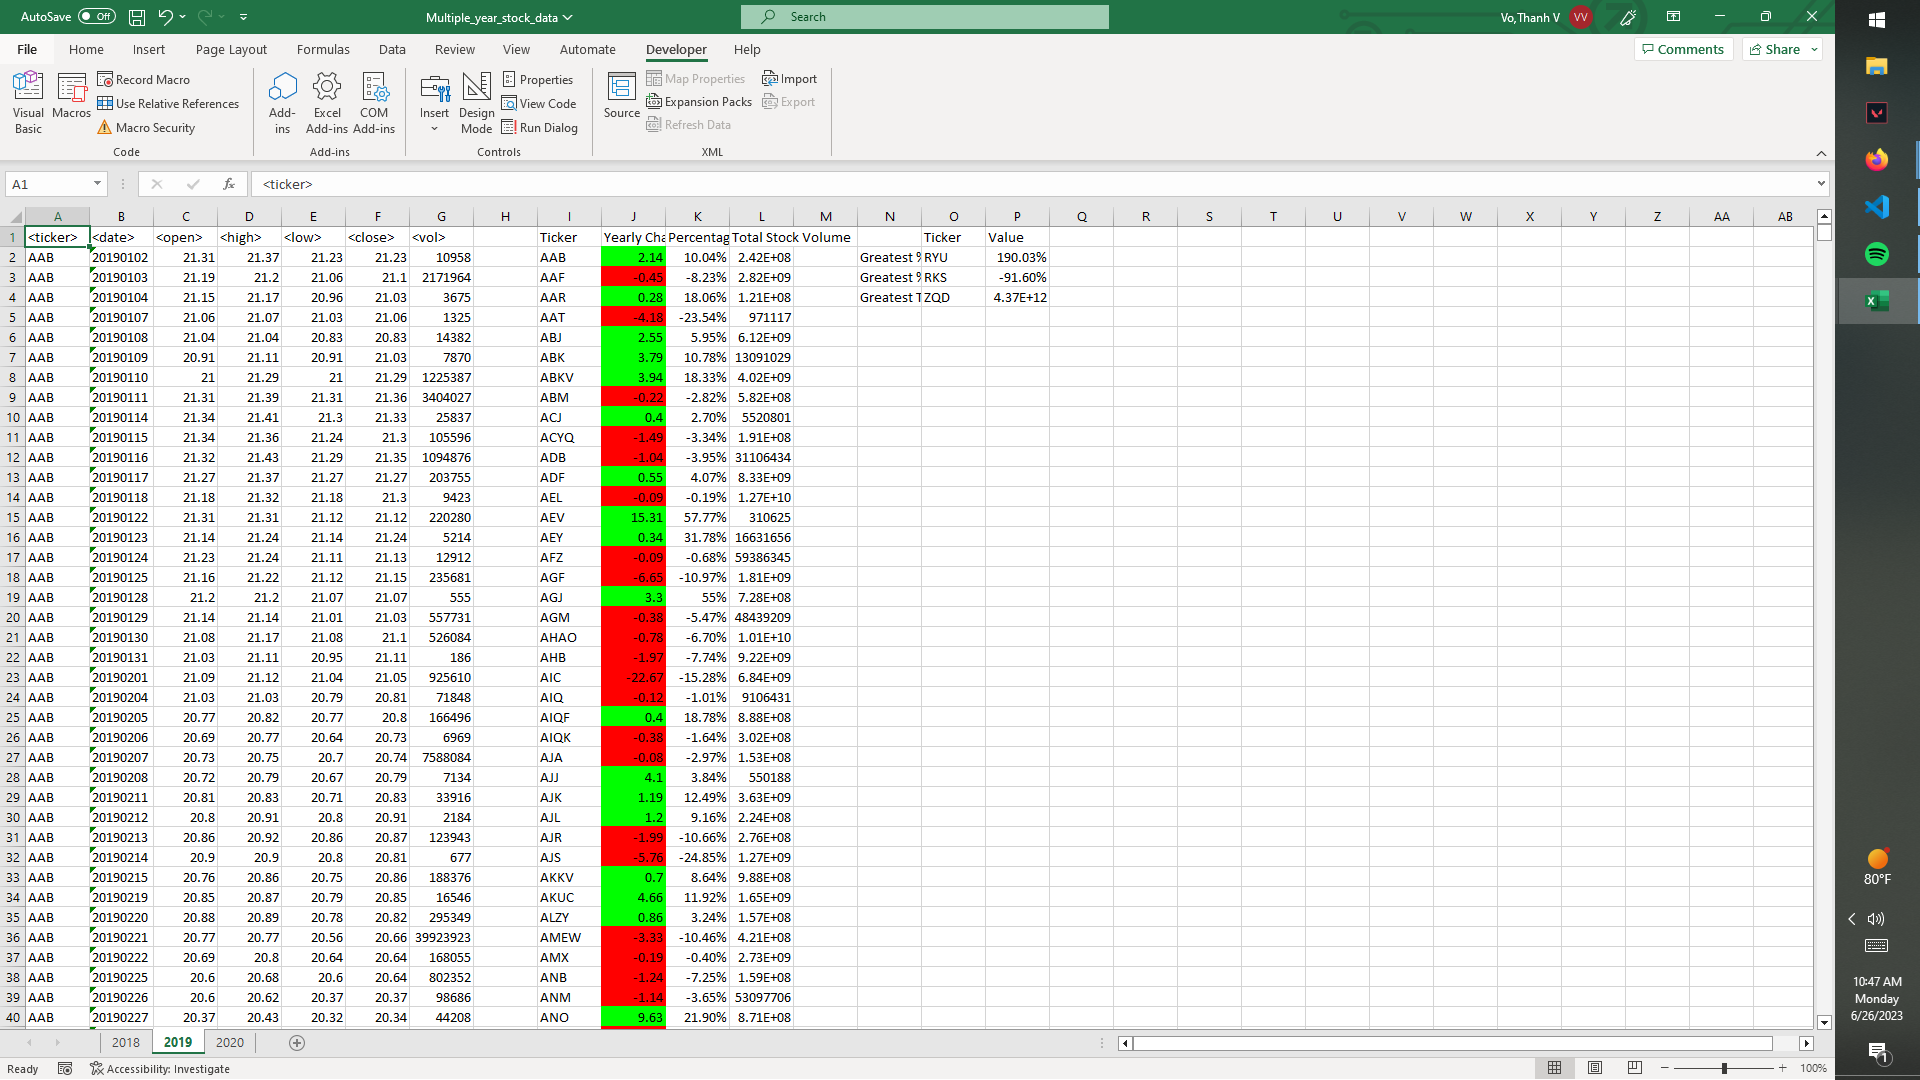 AutoSave Off Multiple_year_stock_data Search Vo,Thanh V VV
File Home Insert Page Layout Formulas Data Review View Automate Developer Help Comments Share
Visual Basic Macros Record Macro Use Relative References Macro Security Code
Add-ins Excel Add-ins COM Add-ins Add-ins
Insert Design Mode Properties View Code Run Dialog Controls
Source Map Properties Expansion Packs Refresh Data Import Export XML
A1 fx <ticker>
A B C D E F G H I J K L M N O P Q R S T U V W X Y Z AA AB
1 <ticker> <date> <open> <high> <low> <close> <vol> Ticker Yearly Cha Percentag Total Stock Volume Ticker Value
2 AAB 20190102 21.31 21.37 21.23 21.23 10958 AAB 2.14 10.04% 2.42E+08 Greatest % RYU 190.03%
3 AAB 20190103 21.19 21.2 21.06 21.1 2171964 AAF -0.45 -8.23% 2.82E+09 Greatest % RKS -91.60%
4 AAB 20190104 21.15 21.17 20.96 21.03 3675 AAR 0.28 18.06% 1.21E+08 Greatest T ZQD 4.37E+12
5 AAB 20190107 21.06 21.07 21.03 21.06 1325 AAT -4.18 -23.54% 971117
6 AAB 20190108 21.04 21.04 20.83 20.83 14382 ABJ 2.55 5.95% 6.12E+09
7 AAB 20190109 20.91 21.11 20.91 21.03 7870 ABK 3.79 10.78% 13091029
8 AAB 20190110 21 21.29 21 21.29 1225387 ABKV 3.94 18.33% 4.02E+09
9 AAB 20190111 21.31 21.39 21.31 21.36 3404027 ABM -0.22 -2.82% 5.82E+08
10 AAB 20190114 21.34 21.41 21.3 21.33 25837 ACJ 0.4 2.70% 5520801
11 AAB 20190115 21.34 21.36 21.24 21.3 105596 ACYQ -1.49 -3.34% 1.91E+08
12 AAB 20190116 21.32 21.43 21.29 21.35 1094876 ADB -1.04 -3.95% 31106434
13 AAB 20190117 21.27 21.37 21.27 21.27 203755 ADF 0.55 4.07% 8.33E+09
14 AAB 20190118 21.18 21.32 21.18 21.3 9423 AEL -0.09 -0.19% 1.27E+10
15 AAB 20190122 21.31 21.31 21.12 21.12 220280 AEV 15.31 57.77% 310625
16 AAB 20190123 21.14 21.24 21.14 21.24 5214 AEY 0.34 31.78% 16631656
17 AAB 20190124 21.23 21.24 21.11 21.13 12912 AFZ -0.09 -0.68% 59386345
18 AAB 20190125 21.16 21.22 21.12 21.15 235681 AGF -6.65 -10.97% 1.81E+09
19 AAB 20190128 21.2 21.2 21.07 21.07 555 AGJ 3.3 55% 7.28E+08
20 AAB 20190129 21.14 21.14 21.01 21.03 557731 AGM -0.38 -5.47% 48439209
21 AAB 20190130 21.08 21.17 21.08 21.1 526084 AHAO -0.78 -6.70% 1.01E+10
22 AAB 20190131 21.03 21.11 20.95 21.11 186 AHB -1.97 -7.74% 9.22E+09
23 AAB 20190201 21.09 21.12 21.04 21.05 925610 AIC -22.67 -15.28% 6.84E+09
24 AAB 20190204 21.03 21.03 20.79 20.81 71848 AIQ -0.12 -1.01% 9106431
25 AAB 20190205 20.77 20.82 20.77 20.8 166496 AIQF 0.4 18.78% 8.88E+08
26 AAB 20190206 20.69 20.77 20.64 20.73 6969 AIQK -0.38 -1.64% 3.02E+08
27 AAB 20190207 20.73 20.75 20.7 20.74 7588084 AJA -0.08 -2.97% 1.53E+08
28 AAB 20190208 20.72 20.79 20.67 20.79 7134 AJJ 4.1 3.84% 550188
29 AAB 20190211 20.81 20.83 20.71 20.83 33916 AJK 1.19 12.49% 3.63E+09
30 AAB 20190212 20.8 20.91 20.8 20.91 2184 AJL 1.2 9.16% 2.24E+08
31 AAB 20190213 20.86 20.92 20.86 20.87 123943 AJR -1.99 -10.66% 2.76E+08
32 AAB 20190214 20.9 20.9 20.8 20.81 677 AJS -5.76 -24.85% 1.27E+09
33 AAB 20190215 20.76 20.86 20.75 20.86 188376 AKKV 0.7 8.64% 9.88E+08
34 AAB 20190219 20.85 20.87 20.79 20.85 16546 AKUC 4.66 11.92% 1.65E+09
35 AAB 20190220 20.88 20.89 20.78 20.82 295349 ALZY 0.86 3.24% 1.57E+08
36 AAB 20190221 20.77 20.77 20.56 20.66 39923923 AMEW -3.33 -10.46% 4.21E+08
37 AAB 20190222 20.69 20.8 20.64 20.64 168055 AMX -0.19 -0.40% 2.73E+09
38 AAB 20190225 20.6 20.68 20.6 20.64 802352 ANB -1.24 -7.25% 1.59E+08
39 AAB 20190226 20.6 20.62 20.37 20.37 98686 ANM -1.14 -3.65% 53097706
40 AAB 20190227 20.37 20.43 20.32 20.34 44208 ANO 9.63 21.90% 8.71E+08
2018 2019 2020
Ready Accessibility: Investigate 100%
80°F
10:47 AM
Monday
6/26/2023
1